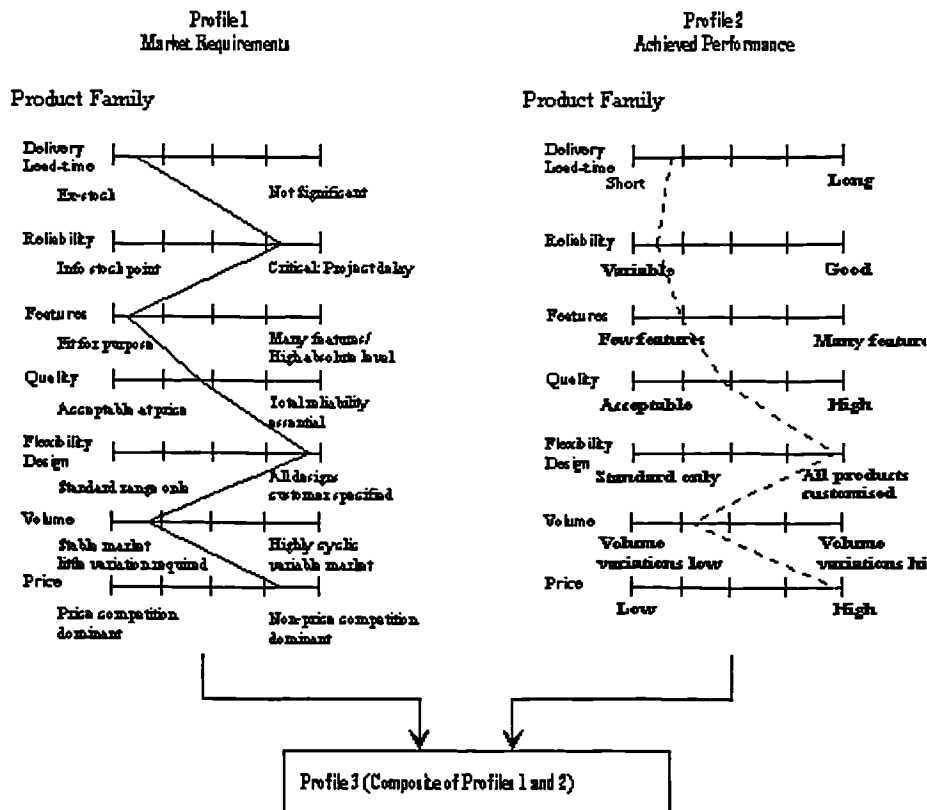 Profile 1
Market Requirements
Product Family
Delivery
Lead-time
Ex-stock
Not Significant
Reliability
Info stock point
Critical: Project delay
Features
Fit for purpose
Many features/
High absolute level
Quality
Acceptable at price
Total reliability
essential
Flexibility
Design
Standard range only
All designs
customer specified
Volume
Stable market
little variation required
Highly cyclic
variable market
Price
Price competition
dominant
Non-price competition
dominant
Profile 2
Achieved Performance
Product Family
Delivery
Lead-time
Short
Long
Reliability
Variable
Good
Features
Few features
Many feature
Quality
Acceptable
High
Flexibility
Design
Standard only
All products
customised
Volume
Volume
variations low
Volume
variations hi
Price
Low
High
Profile 3 (Composite of Profiles 1 and 2)